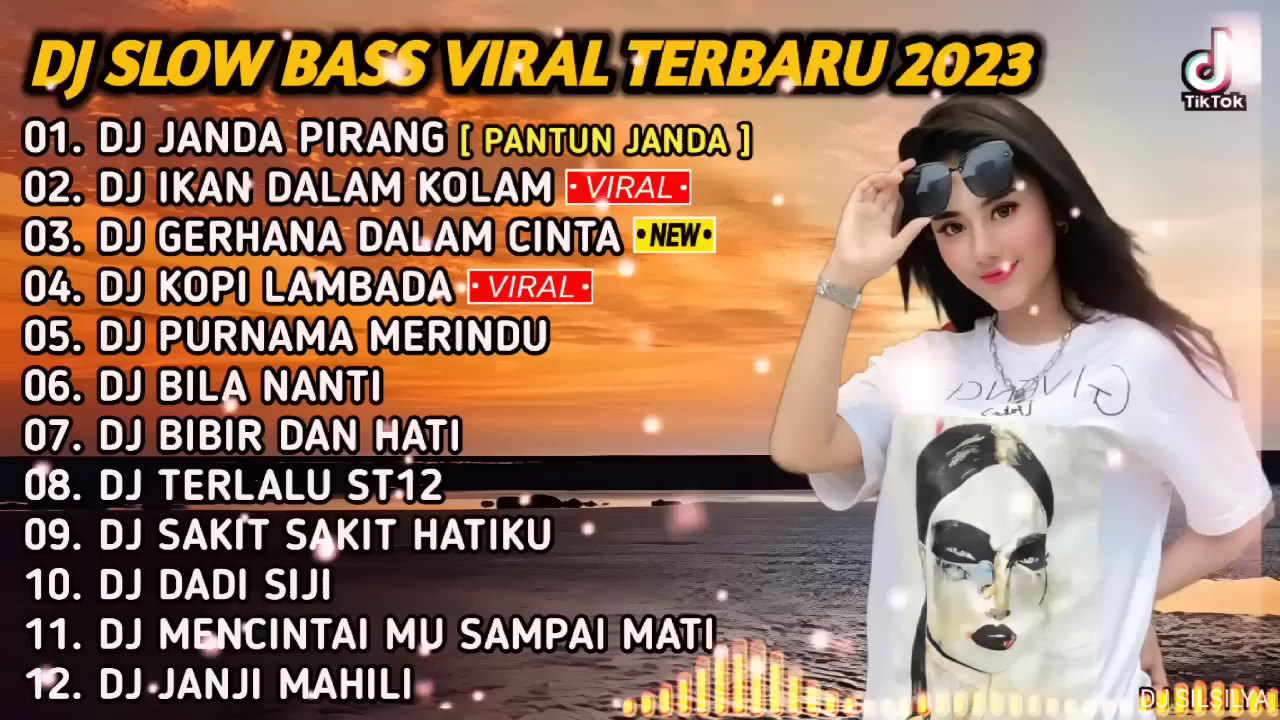 DJ SLOW BASS VIRAL TERBARU 2023
TikTok
01. DJ JANDA PIRANG [ PANTUN JANDA ]
02. DJ IKAN DALAM KOLAM • VIRAL •
03. DJ GERHANA DALAM CINTA • NEW •
04. DJ KOPI LAMBADA • VIRAL •
05. DJ PURNAMA MERINDU
06. DJ BILA NANTI
07. DJ BIBIR DAN HATI
08. DJ TERLALU ST12
09. DJ SAKIT SAKIT HATIKU
10. DJ DADI SIJI
11. DJ MENCINTAI MU SAMPAI MATI
12. DJ JANJI MAHILI
DJ SILSILYA